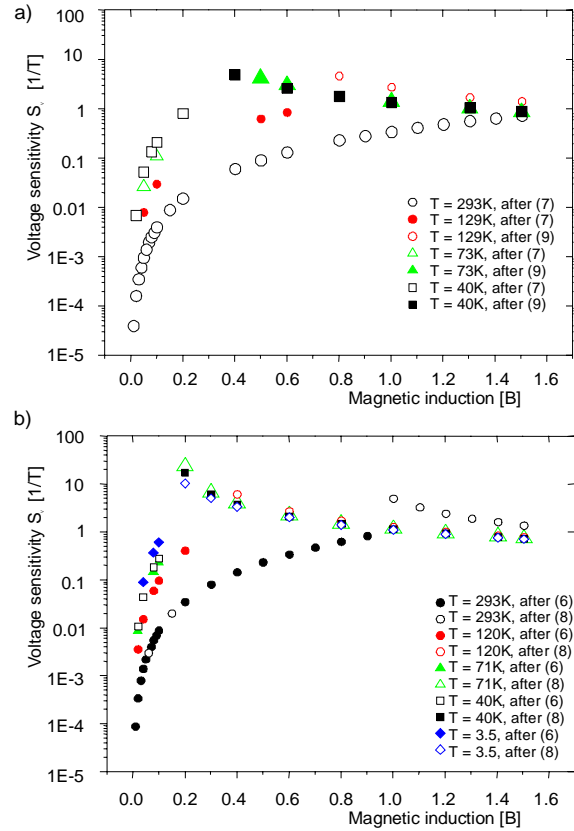 a)
Voltage sensitivity Sv [1/T]
100
10
1
0.1
0.01
1E-3
1E-4
1E-5
T = 293K, after (7)
T = 129K, after (7)
T = 129K, after (9)
T = 73K, after (7)
T = 73K, after (9)
T = 40K, after (7)
T = 40K, after (9)
0.0 0.2 0.4 0.6 0.8 1.0 1.2 1.4 1.6
Magnetic induction [B]
b)
Voltage sensitivity Sv [1/T]
100
10
1
0.1
0.01
1E-3
1E-4
1E-5
T = 293K, after (6)
T = 293K, after (8)
T = 120K, after (6)
T = 120K, after (8)
T = 71K, after (6)
T = 71K, after (8)
T = 40K, after (6)
T = 40K, after (8)
T = 3.5, after (6)
T = 3.5, after (8)
0.0 0.2 0.4 0.6 0.8 1.0 1.2 1.4 1.6
Magnetic induction [B]